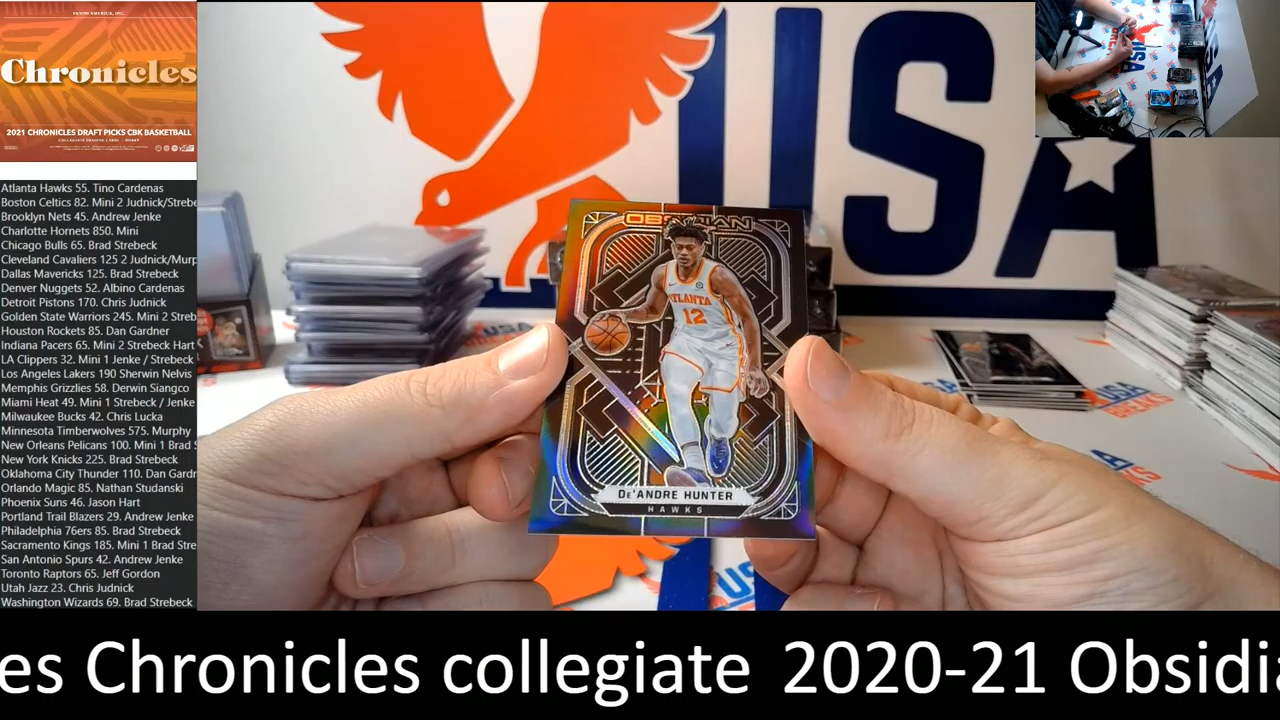 PANINI AMERICA, INC.
Chronicles
2021 CHRONICLES DRAFT PICKS CBK BASKETBALL
Atlanta Hawks 55. Tino Cardenas
Boston Celtics 82. Mini 2 Judnick/Strebe
Brooklyn Nets 45. Andrew Jenke
Charlotte Hornets 850. Mini
Chicago Bulls 65. Brad Strebeck
Cleveland Cavaliers 125 2 Judnick/Murp
Dallas Mavericks 125. Brad Strebeck
Denver Nuggets 52. Albino Cardenas
Detroit Pistons 170. Chris Judnick
Golden State Warriors 245. Mini 2 Streb
Houston Rockets 85. Dan Gardner
Indiana Pacers 65. Mini 2 Strebeck Hart
LA Clippers 32. Mini 1 Jenke / Strebeck
Los Angeles Lakers 190 Sherwin Nelvis
Memphis Grizzlies 58. Derwin Siangco
Miami Heat 49. Mini 1 Strebeck / Jenke
Milwaukee Bucks 42. Chris Lucka
Minnesota Timberwolves 575. Murphy
New Orleans Pelicans 100. Mini 1 Brad S
New York Knicks 225. Brad Strebeck
Oklahoma City Thunder 110. Dan Gardr
Orlando Magic 85. Nathan Studanski
Phoenix Suns 46. Jason Hart
Portland Trail Blazers 29. Andrew Jenke
Philadelphia 76ers 85. Brad Strebeck
Sacramento Kings 185. Mini 1 Brad Stre
San Antonio Spurs 42. Andrew Jenke
Toronto Raptors 65. Jeff Gordon
Utah Jazz 23. Chris Judnick
Washington Wizards 69. Brad Strebeck
USA
OBSIDIAN
ATLANTA
12
DE'ANDRE HUNTER
HAWKS
USA
BREAKS
USA
es Chronicles collegiate 2020-21 Obsidia